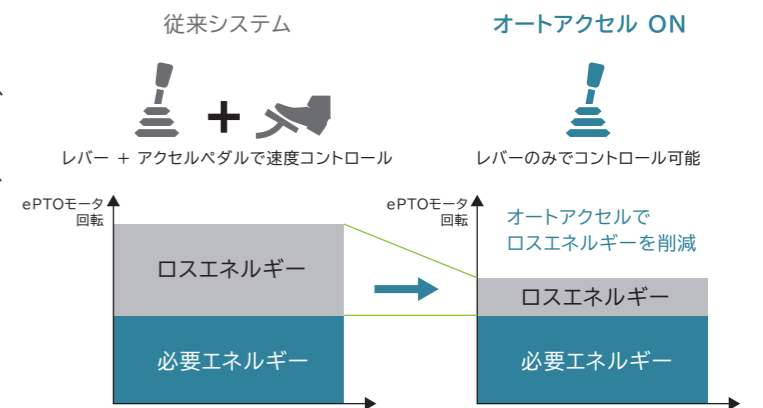 従来システム
オートアクセル ON
+
レバー + アクセルペダルで速度コントロール
レバーのみでコントロール可能
ePTOモータ
回転
ロスエネルギー
必要エネルギー
ePTOモータ
回転
オートアクセルで
ロスエネルギーを削減
ロスエネルギー
必要エネルギー